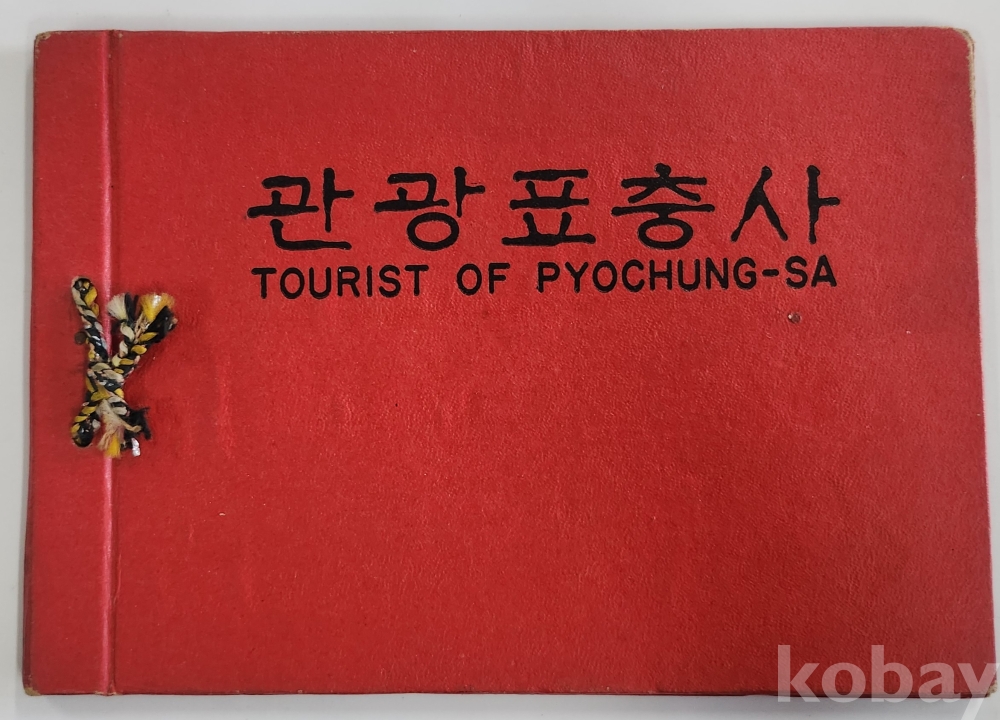 관광표충사
TOURIST OF PYOCHUNG-SA
kobay